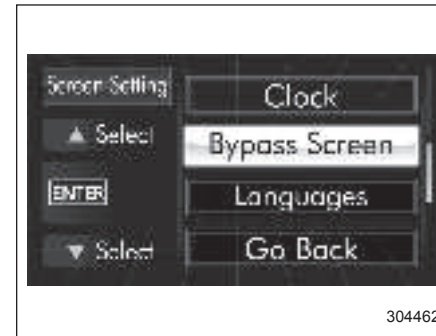 Screen Setting
Clock
▲ Select
Bypass Screen
ENTER
Languages
▼ Select
Go Back
304462